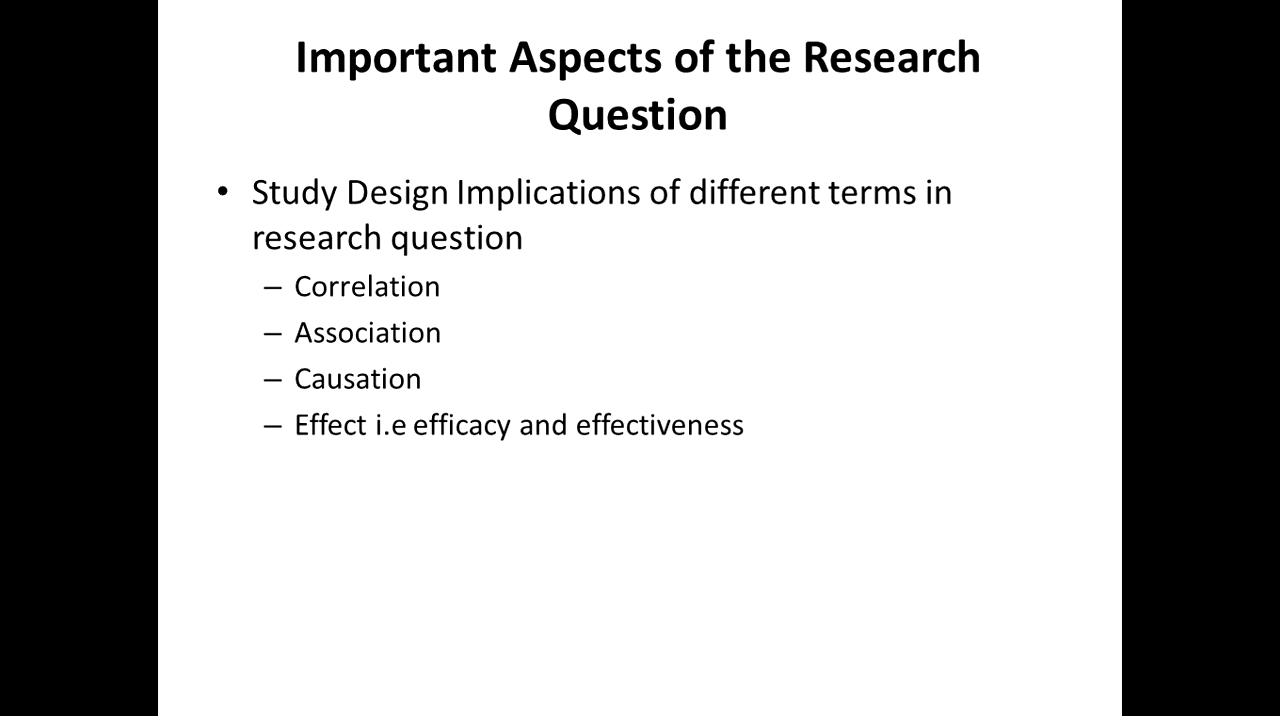 Important Aspects of the Research
Question
• Study Design Implications of different terms in
research question
– Correlation
– Association
– Causation
– Effect i.e efficacy and effectiveness